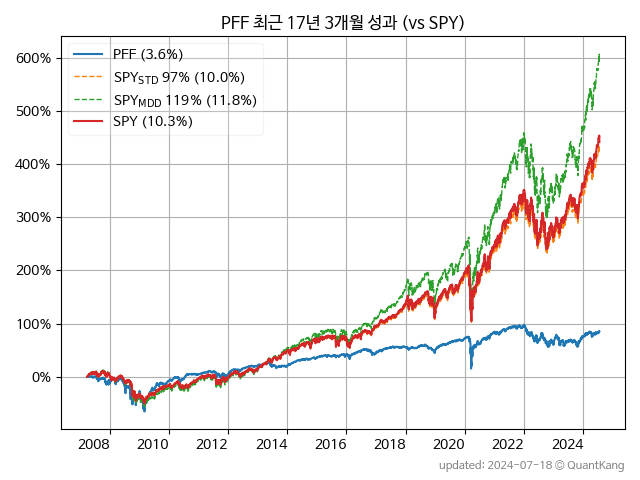 PFF 최근 17년 3개월 성과 (vs SPY)
600%
500%
400%
300%
200%
100%
0%
PFF (3.6%)
SPY_STD 97% (10.0%)
SPY_MDD 119% (11.8%)
SPY (10.3%)
2008 2010 2012 2014 2016 2018 2020 2022 2024
updated: 2024-07-18 © QuantKang